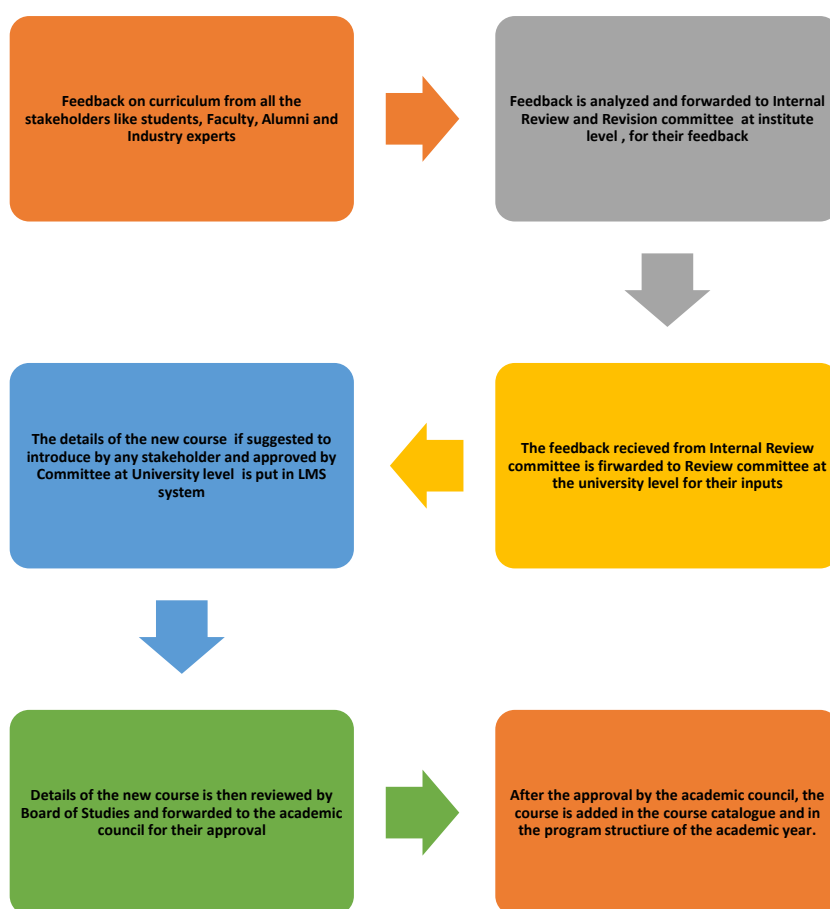 Feedback on curriculum from all the
stakeholders like students, Faculty, Alumni and
Industry experts
Feedback is analyzed and forwarded to Internal
Review and Revision committee at institute
level , for their feedback
The feedback recieved from Internal Review
committee is firwarded to Review committee at
the university level for their inputs
The details of the new course if suggested to
introduce by any stakeholder and approved by
Committee at University level is put in LMS
system
Details of the new course is then reviewed by
Board of Studies and forwarded to the academic
council for their approval
After the approval by the academic council, the
course is added in the course catalogue and in
the program structiure of the academic year.